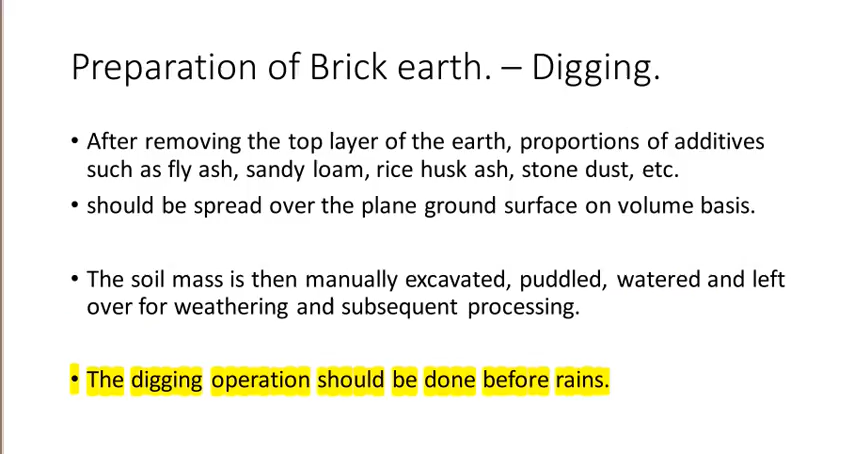 Preparation of Brick earth. – Digging.
• After removing the top layer of the earth, proportions of additives
such as fly ash, sandy loam, rice husk ash, stone dust, etc.
• should be spread over the plane ground surface on volume basis.
• The soil mass is then manually excavated, puddled, watered and left
over for weathering and subsequent processing.
• The digging operation should be done before rains.